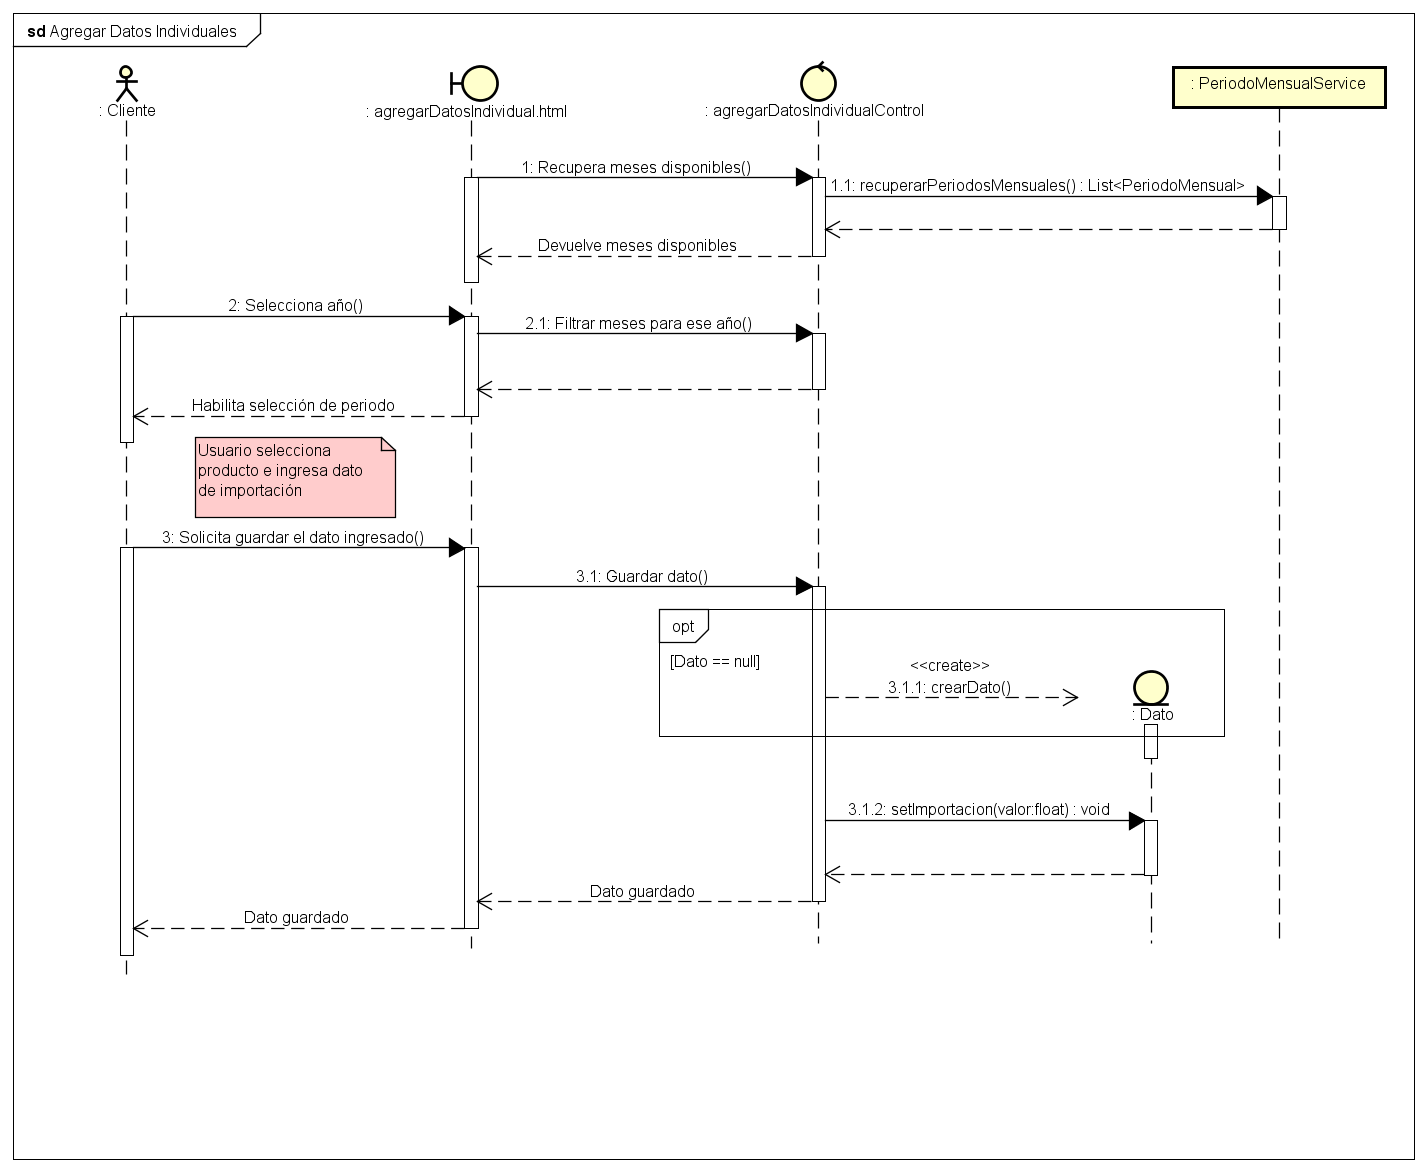 sd Agregar Datos Individuales
: Cliente
: agregarDatosIndividual.html
: agregarDatosIndividualControl
: PeriodoMensualService
1: Recupera meses disponibles()
1.1: recuperarPeriodosMensuales() : List<PeriodoMensual>
Devuelve meses disponibles
2: Selecciona año()
2.1: Filtrar meses para ese año()
Habilita selección de periodo
Usuario selecciona
producto e ingresa dato
de importación
3: Solicita guardar el dato ingresado()
3.1: Guardar dato()
opt
[Dato == null]
<<create>>
3.1.1: crearDato()
: Dato
3.1.2: setImportacion(valor:float) : void
Dato guardado
Dato guardado